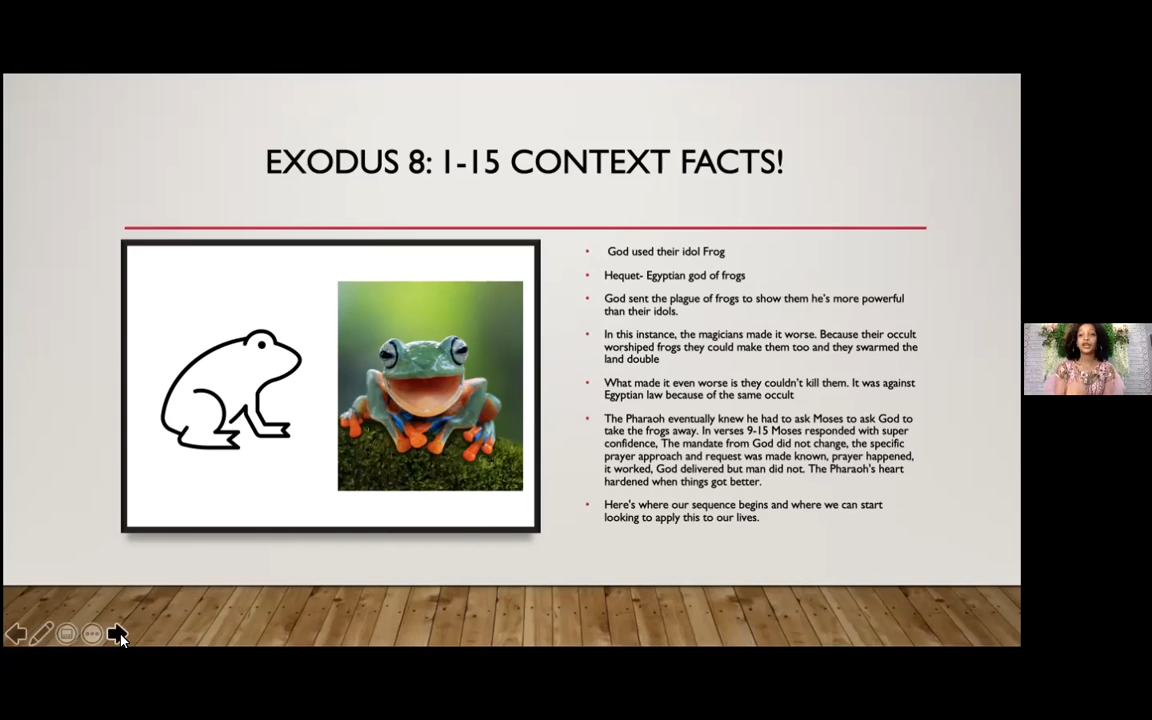 EXODUS 8: 1-15 CONTEXT FACTS!
• God used their idol Frog
• Hequet- Egyptian god of frogs
• God sent the plague of frogs to show them he's more powerful
than their idols.
• In this instance, the magicians made it worse. Because their occult
worshiped frogs they could make them too and they swarmed the
land double
• What made it even worse is they couldn't kill them. It was against
Egyptian law because of the same occult
• The Pharaoh eventually knew he had to ask Moses to ask God to
take the frogs away. In verses 9-15 Moses responded with super
confidence, The mandate from God did not change, the specific
prayer approach and request was made known, prayer happened,
it worked, God delivered but man did not. The Pharaoh's heart
hardened when things got better.
• Here's where our sequence begins and where we can start
looking to apply this to our lives.